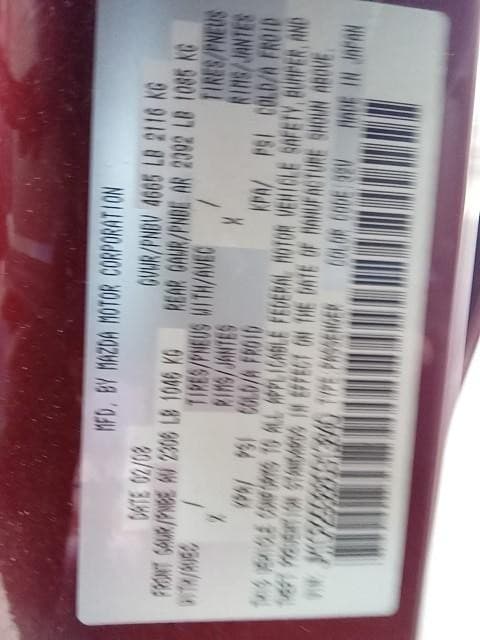 MFD. BY MAZDA MOTOR CORPORATION
DATE 02/08 GVWR/PNBV 4665 LB 2116 KG
FRONT GAWR/PNBE AV 2306 LB 1046 KG REAR GAWR/PNBE AR 2392 LB 1085 KG
WITH/AVEC / TIRES/PNEUS WITH/AVEC / TIRES/PNEUS
X RIMS/JANTES X RIMS/JANTES
KPA/ PSI COLD/A FROID KPA/ PSI COLD/A FROID
THIS VEHICLE CONFORMS TO ALL APPLICABLE FEDERAL MOTOR VEHICLE SAFETY, BUMPER, AND
THEFT PREVENTION STANDARDS IN EFFECT ON THE DATE OF MANUFACTURE SHOWN ABOVE.
TYPE PASSENGER COLOR CODE MADE IN JAPAN